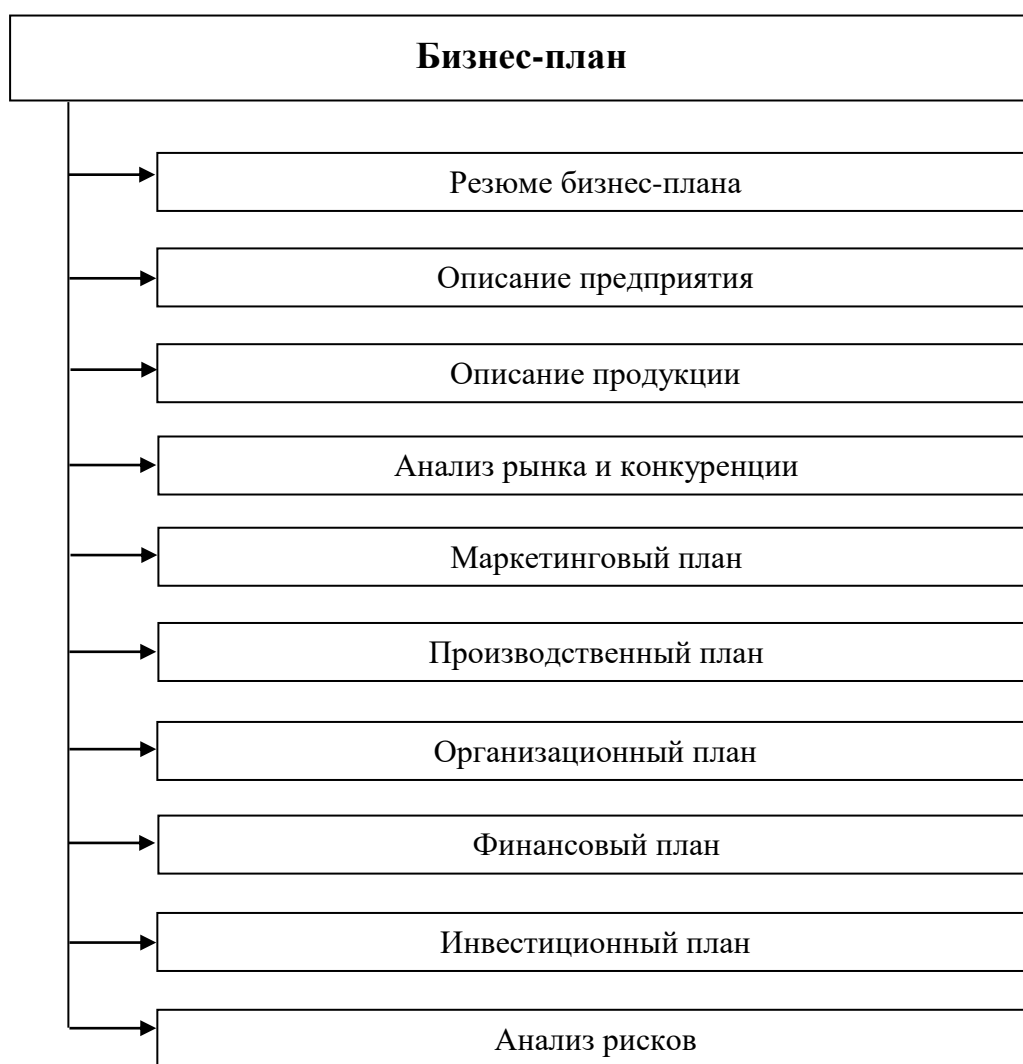 Бизнес-план
Резюме бизнес-плана
Описание предприятия
Описание продукции
Анализ рынка и конкуренции
Маркетинговый план
Производственный план
Организационный план
Финансовый план
Инвестиционный план
Анализ рисков